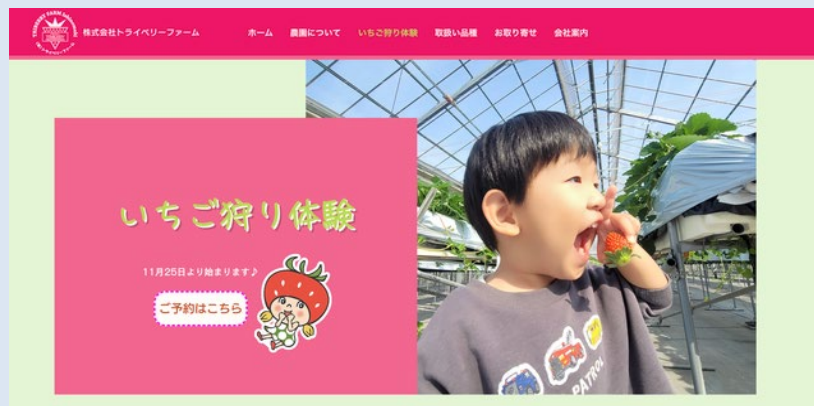 株式会社トライベリーファーム
ホーム 農園について いちご狩り体験 取扱い品種 お取り寄せ 会社案内
いちご狩り体験
11月25日より始まります♪
ご予約はこちら
PATROL